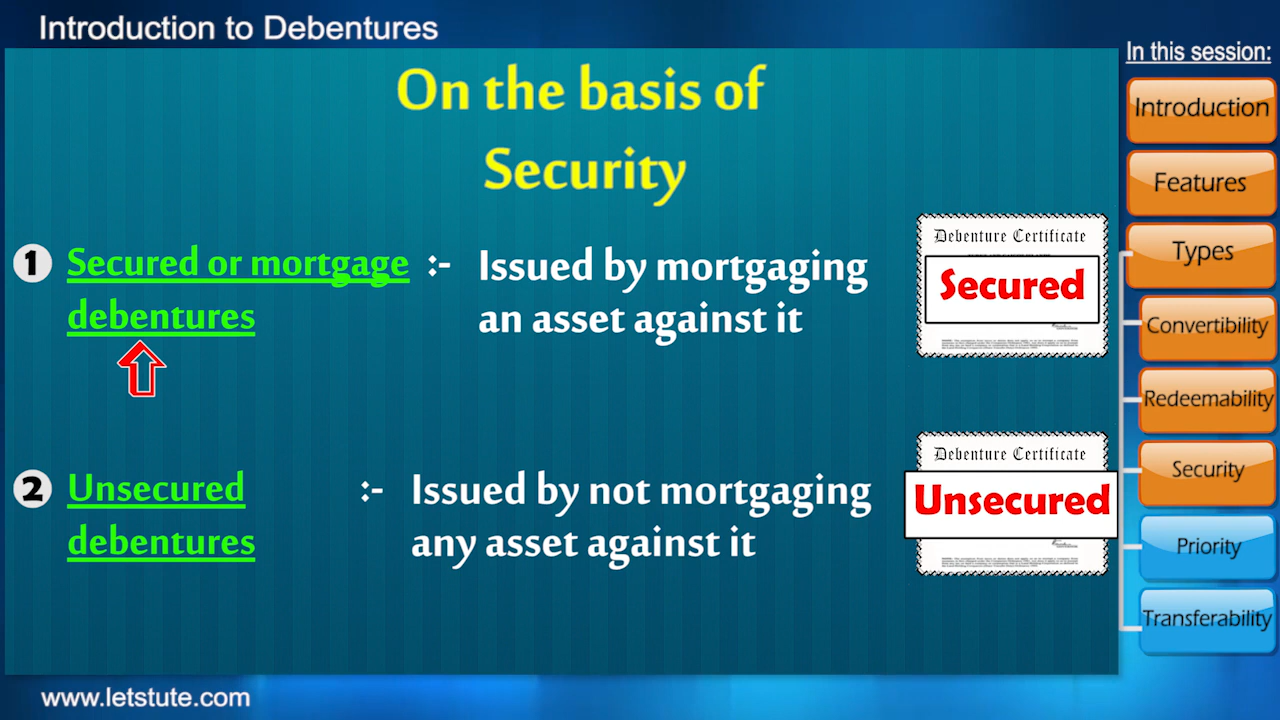 Introduction to Debentures
On the basis of
Security
1 Secured or mortgage :- Issued by mortgaging
debentures an asset against it
Debenture Certificate
Secured
2 Unsecured :- Issued by not mortgaging
debentures any asset against it
Debenture Certificate
Unsecured
In this session:
Introduction
Features
Types
Convertibility
Redeemability
Security
Priority
Transferability
www.letstute.com